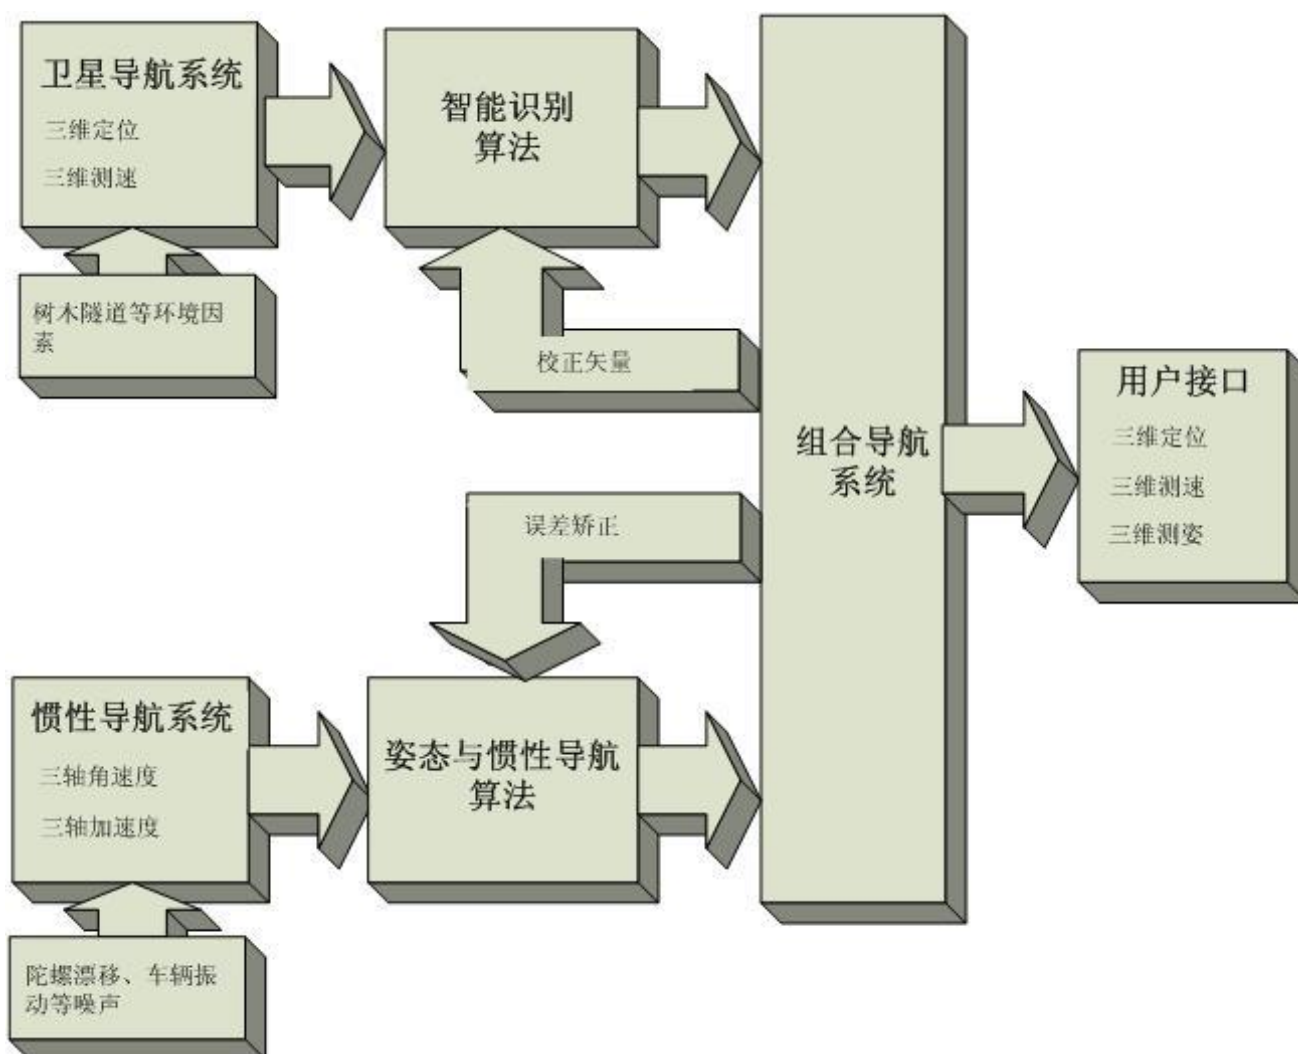 卫星导航系统
三维定位
三维测速
树木隧道等环境因
素
智能识别
算法
校正矢量
组合导航
系统
用户接口
三维定位
三维测速
三维测姿
误差矫正
惯性导航系统
三轴角速度
三轴加速度
姿态与惯性导航
算法
陀螺漂移、车辆振
动等噪声